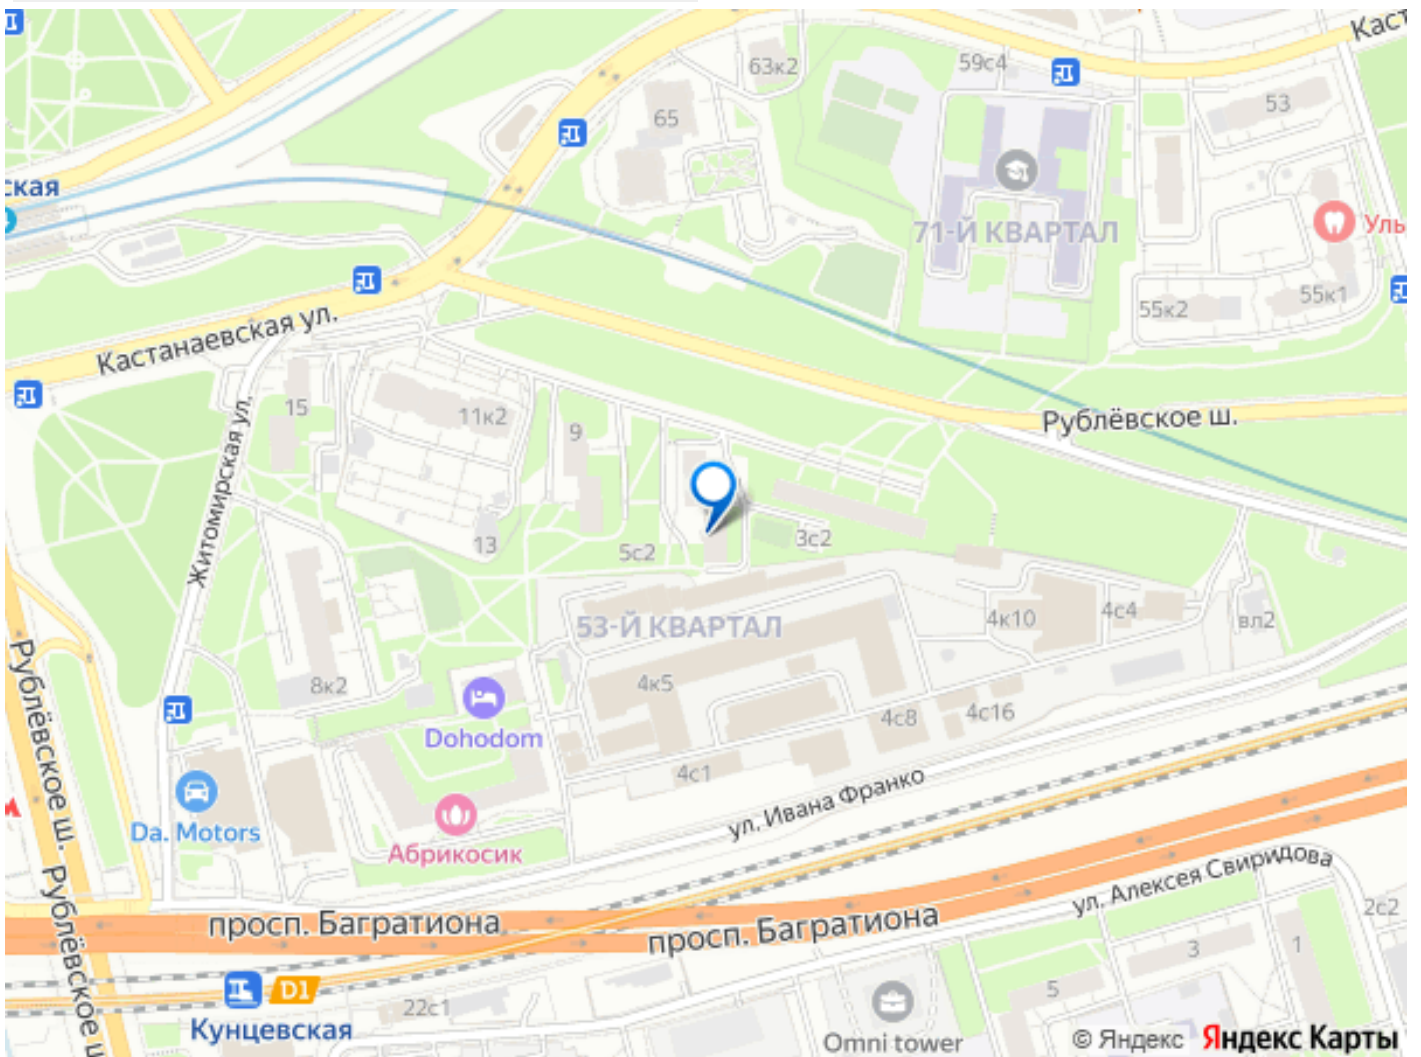 Каст
63к2
59с4
53
65
ская
71-Й КВАРТАЛ
Уль
55к2
55к1
Кастанаевская ул.
Рублёвское ш.
15
11к2
9
Житомирская ул.
13
5с2
3с2
53-Й КВАРТАЛ
4к10
4с4
вл2
Рублёвское ш.
8к2
4к5
4с8
4с16
Dohodom
4с1
ул. Ивана Франко
Da. Motors
Абрикосик
ул. Алексея Свиридова
Рублёвское ш
просп. Багратиона
просп. Багратиона
2с2
3
1
5
D1
22с1
Кунцевская
Omni tower
© Яндекс Яндекс Карты